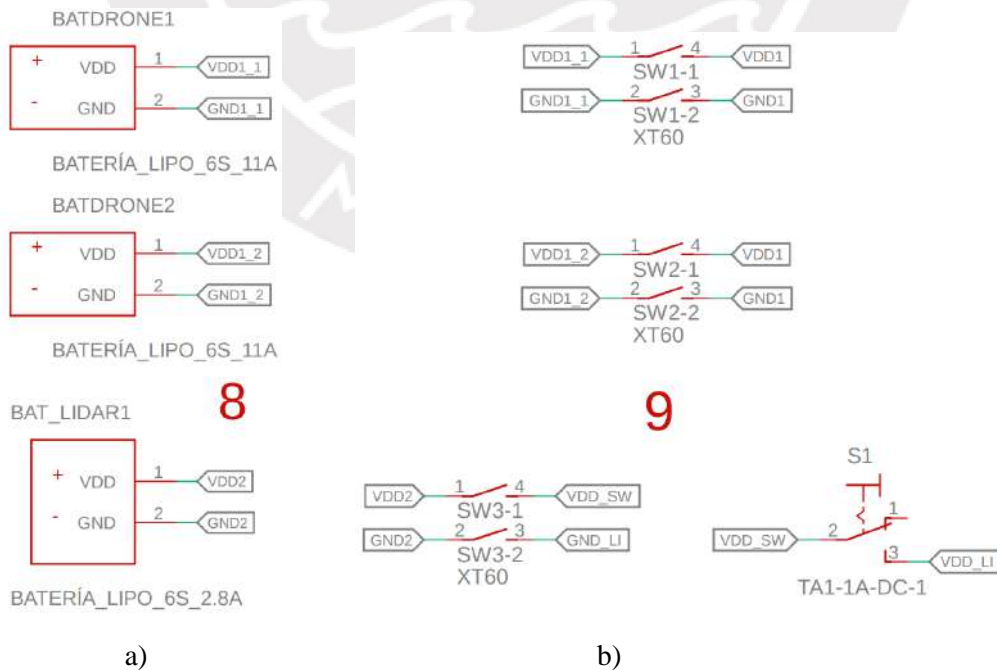 BATDRONE1
+ VDD 1 VDD1_1
- GND 2 GND1_1
BATERÍA_LIPO_6S_11A
BATDRONE2
+ VDD 1 VDD1_2
- GND 2 GND1_2
BATERÍA_LIPO_6S_11A
8
BAT_LIDAR1
+ VDD 1 VDD2
- GND 2 GND2
BATERÍA_LIPO_6S_2.8A
a)
VDD1_1 1 4 VDD1
SW1-1
GND1_1 2 3 GND1
SW1-2
XT60
VDD1_2 1 4 VDD1
SW2-1
GND1_2 2 3 GND1
SW2-2
XT60
9
VDD2 1 4 VDD_SW
SW3-1
GND2 2 3 GND_LI
SW3-2
XT60
S1
1
VDD_SW 2
3 VDD_LI
TA1-1A-DC-1
b)